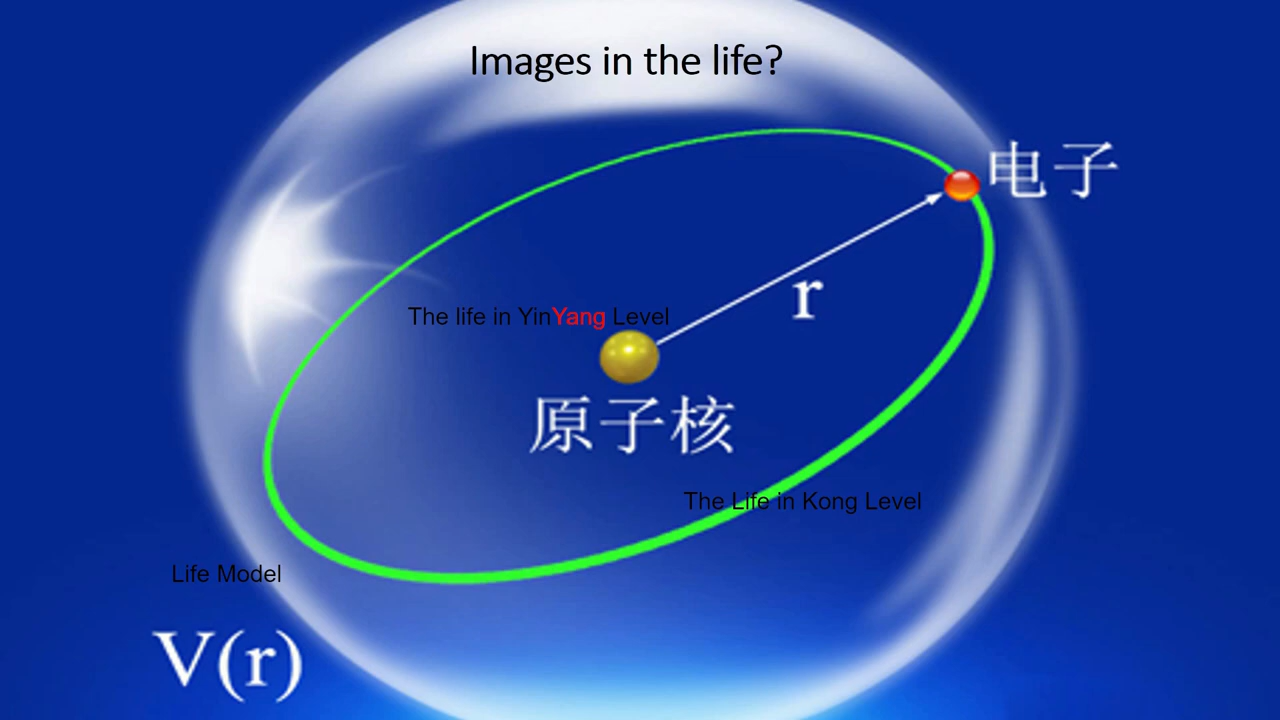 Images in the life?
电子
r
The life in YinYang Level
原子核
The Life in Kong Level
Life Model
V(r)